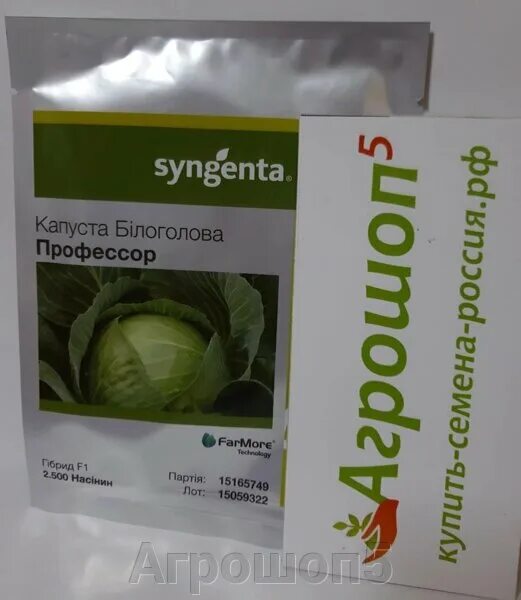 syngenta®
Капуста Білоголова
Профессор
FarMore®
Technology
Гібрид F1
2.500 Насінин
Партія: 15165749
Лот: 15059322
Агрошоп5
купить-семена-россия.рф
Агрошоп5